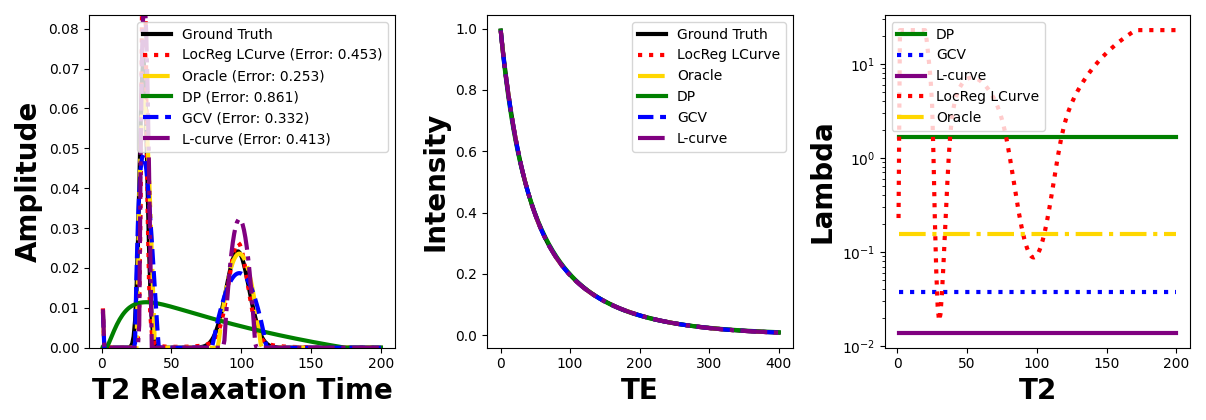 Amplitude
0.08
0.07
0.06
0.05
0.04
0.03
0.02
0.01
0.00
Ground Truth
LocReg LCurve (Error: 0.453)
Oracle (Error: 0.253)
DP (Error: 0.861)
GCV (Error: 0.332)
L-curve (Error: 0.413)
0 50 100 150 200
T2 Relaxation Time
Intensity
1.0
0.8
0.6
0.4
0.2
0.0
Ground Truth
LocReg LCurve
Oracle
DP
GCV
L-curve
0 100 200 300 400
TE
Lambda
10¹
10⁰
10⁻¹
10⁻²
DP
GCV
L-curve
LocReg LCurve
Oracle
0 50 100 150 200
T2